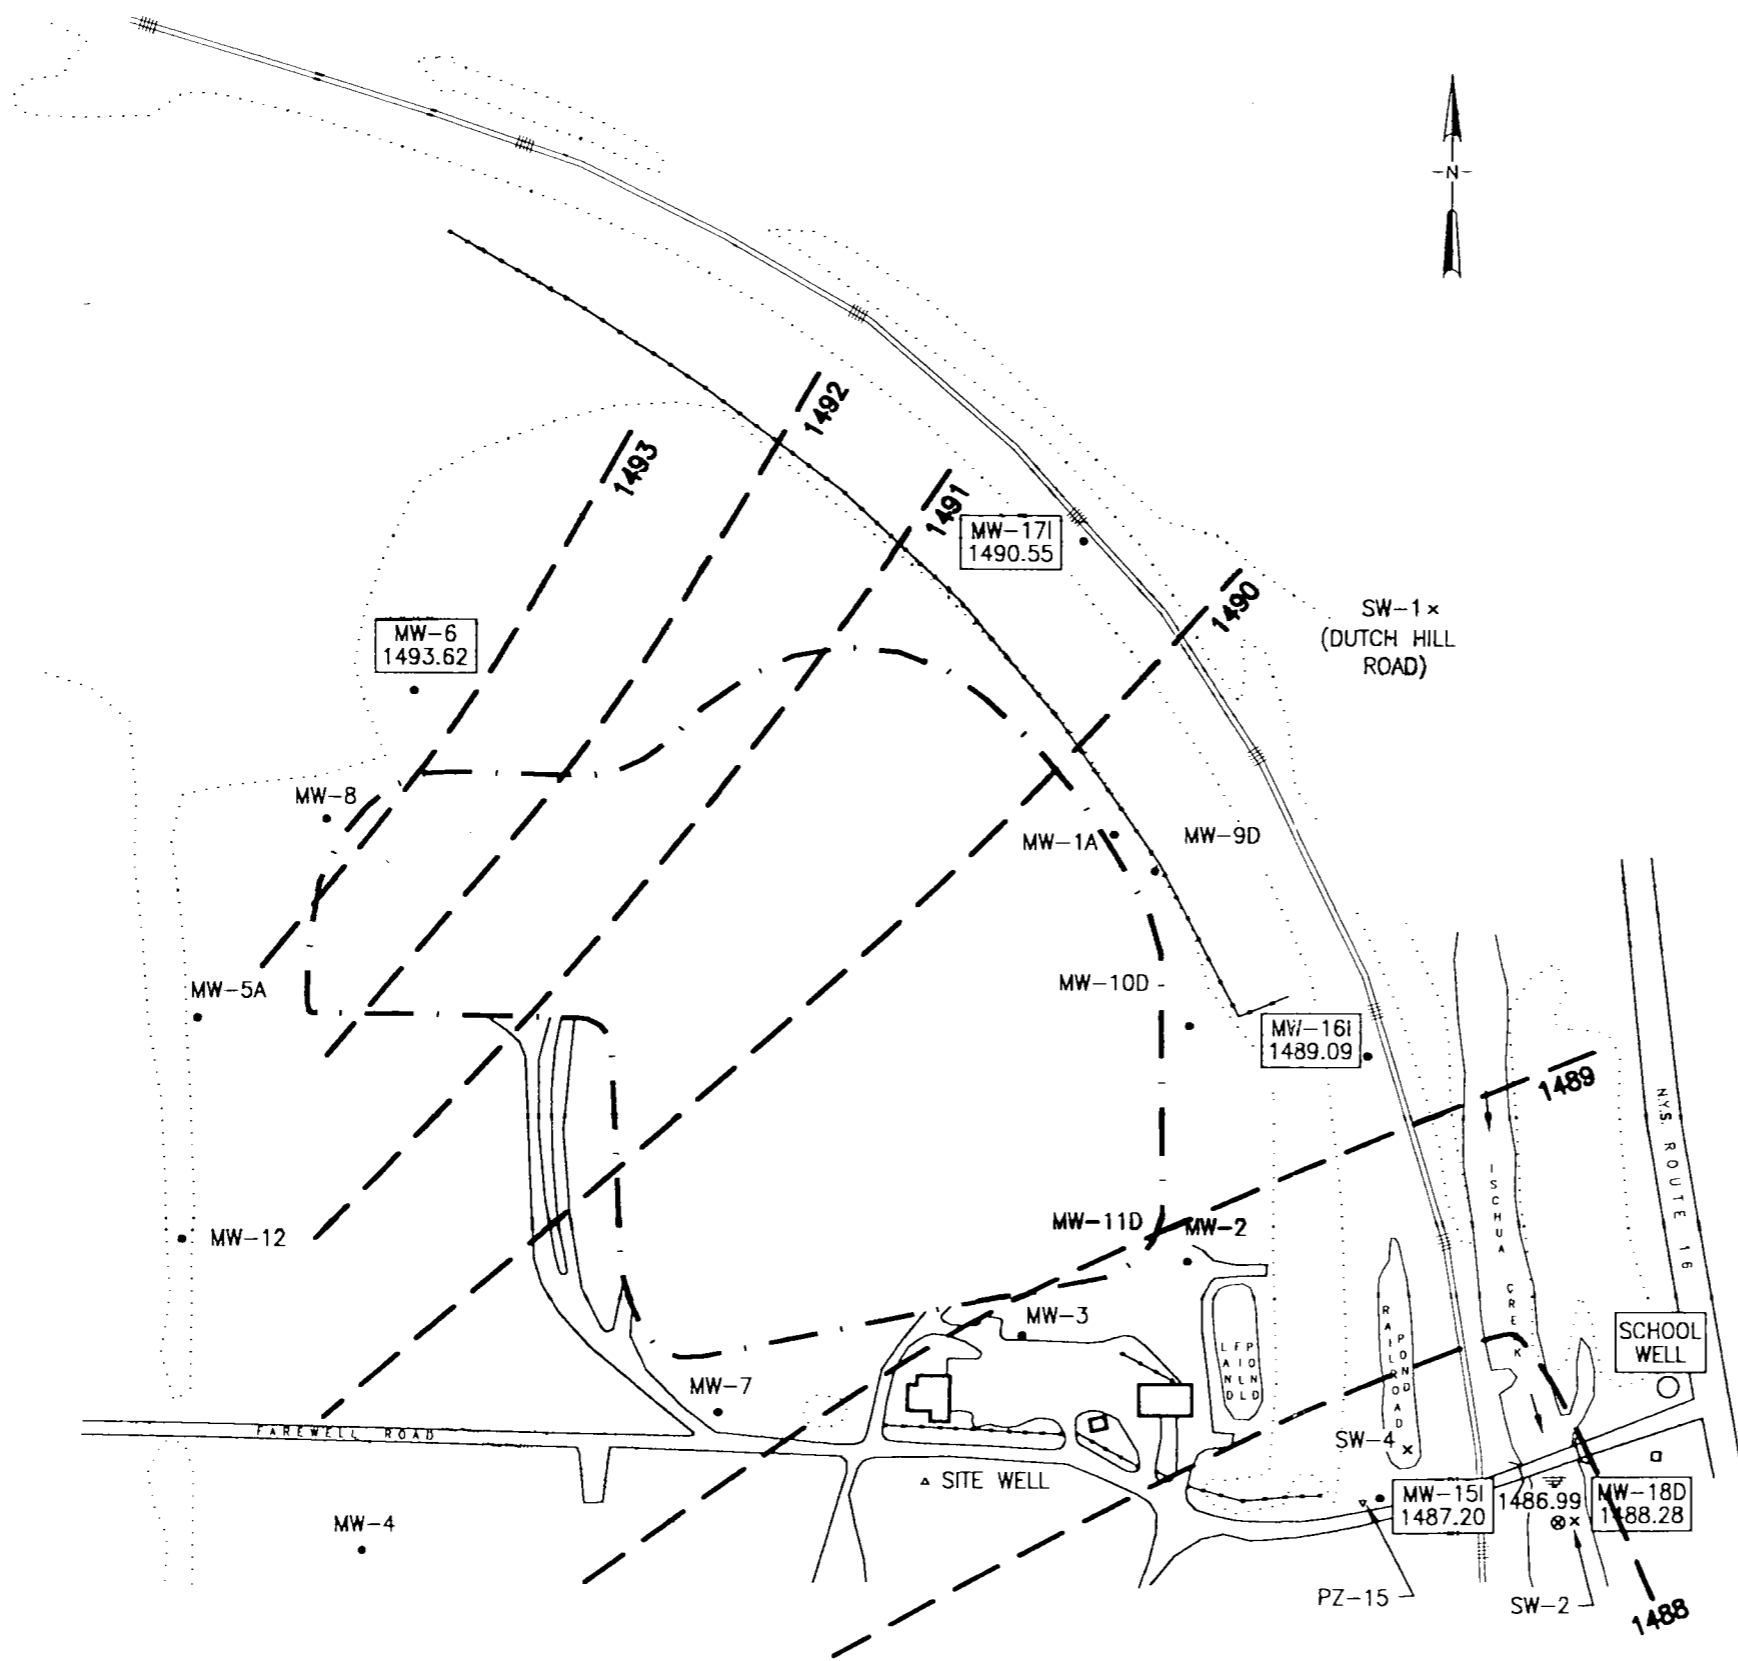 -N-
1492
1493
1491
MW-17I
1490.55
1490
SW-1 ×
(DUTCH HILL
ROAD)
MW-6
1493.62
MW-8
MW-1A
MW-9D
MW-5A
MW-10D
MW-16I
1489.09
1489
N.Y.S. ROUTE 16
ISCHUA CREEK
MW-12
MW-11D
MW-2
MW-3
LAND
FILL
POND
RAILROAD
POND
SCHOOL
WELL
MW-7
FAREWELL ROAD
SW-4
×
SITE WELL
MW-15I
1487.20
1486.99
MW-18D
1488.28
×
MW-4
PZ-15
SW-2
1488